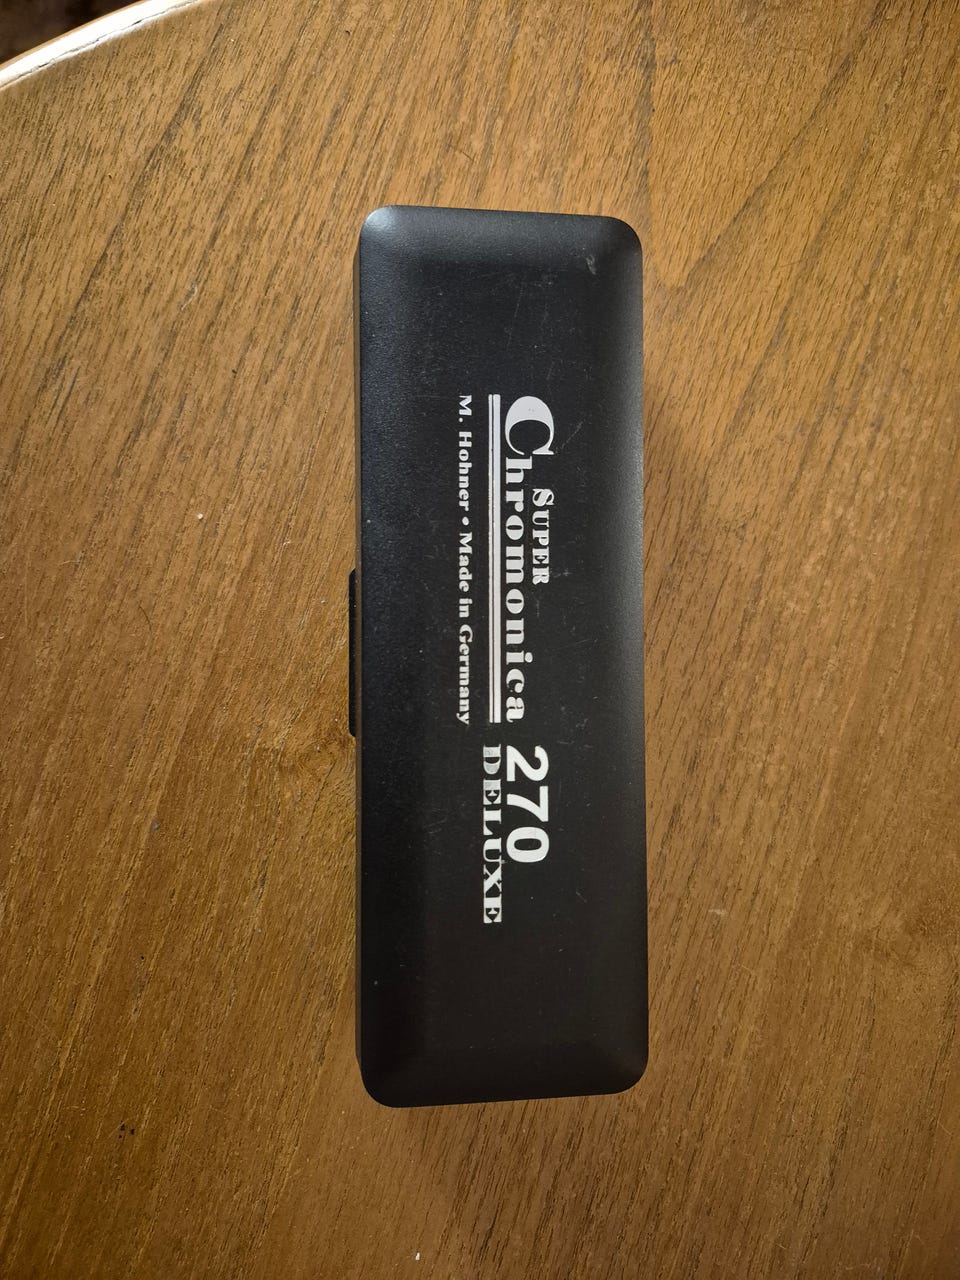 SUPER
Chromonica 270
DELUXE
M. Hohner • Made in Germany